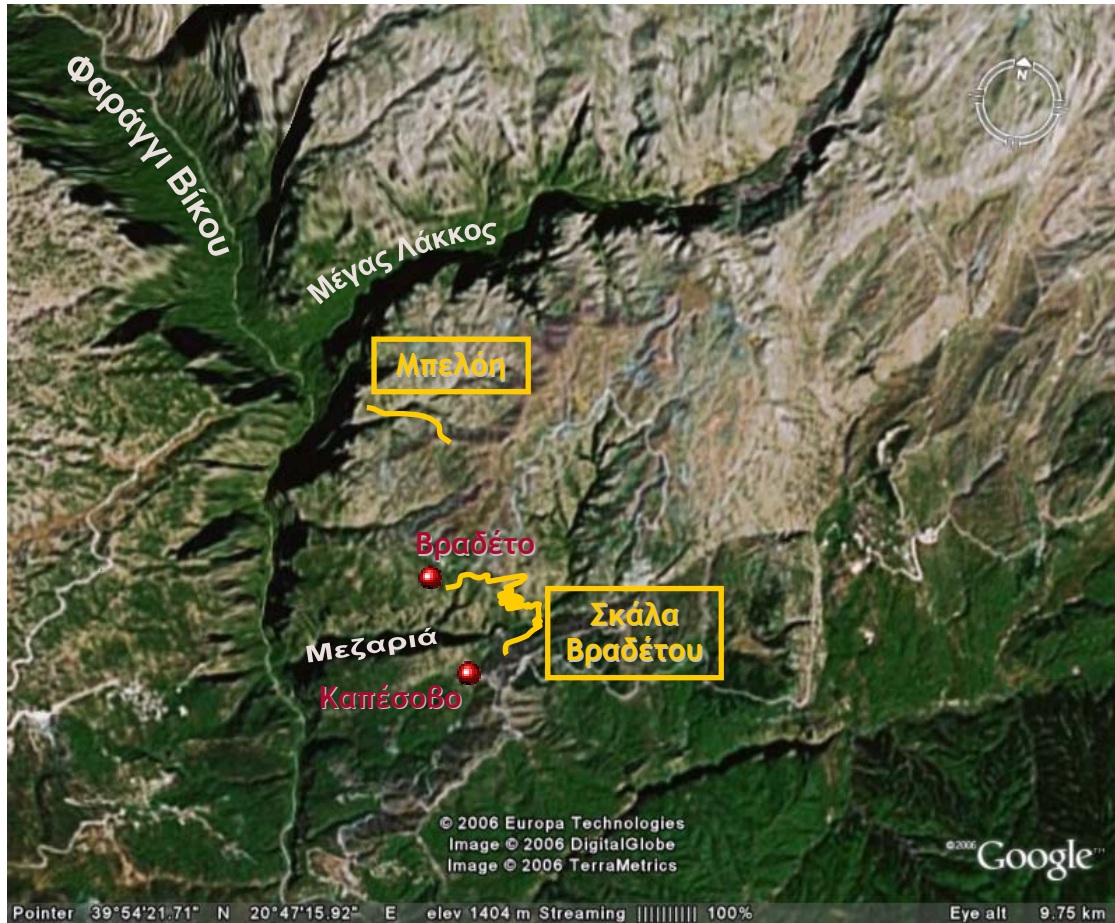 Φαράγγι Βίκου
N
Μέγας Λάκκος
Μπελόη
Βραδέτο
Σκάλα
Βραδέτου
Μεζαριά
Καπέσοβο
© 2006 Europa Technologies
Image © 2006 DigitalGlobe
Image © 2006 TerraMetrics
©2006 Google™
Pointer 39°54'21.71" N 20°47'15.92" E elev 1404 m Streaming |||||||||| 100% Eye alt 9.75 km